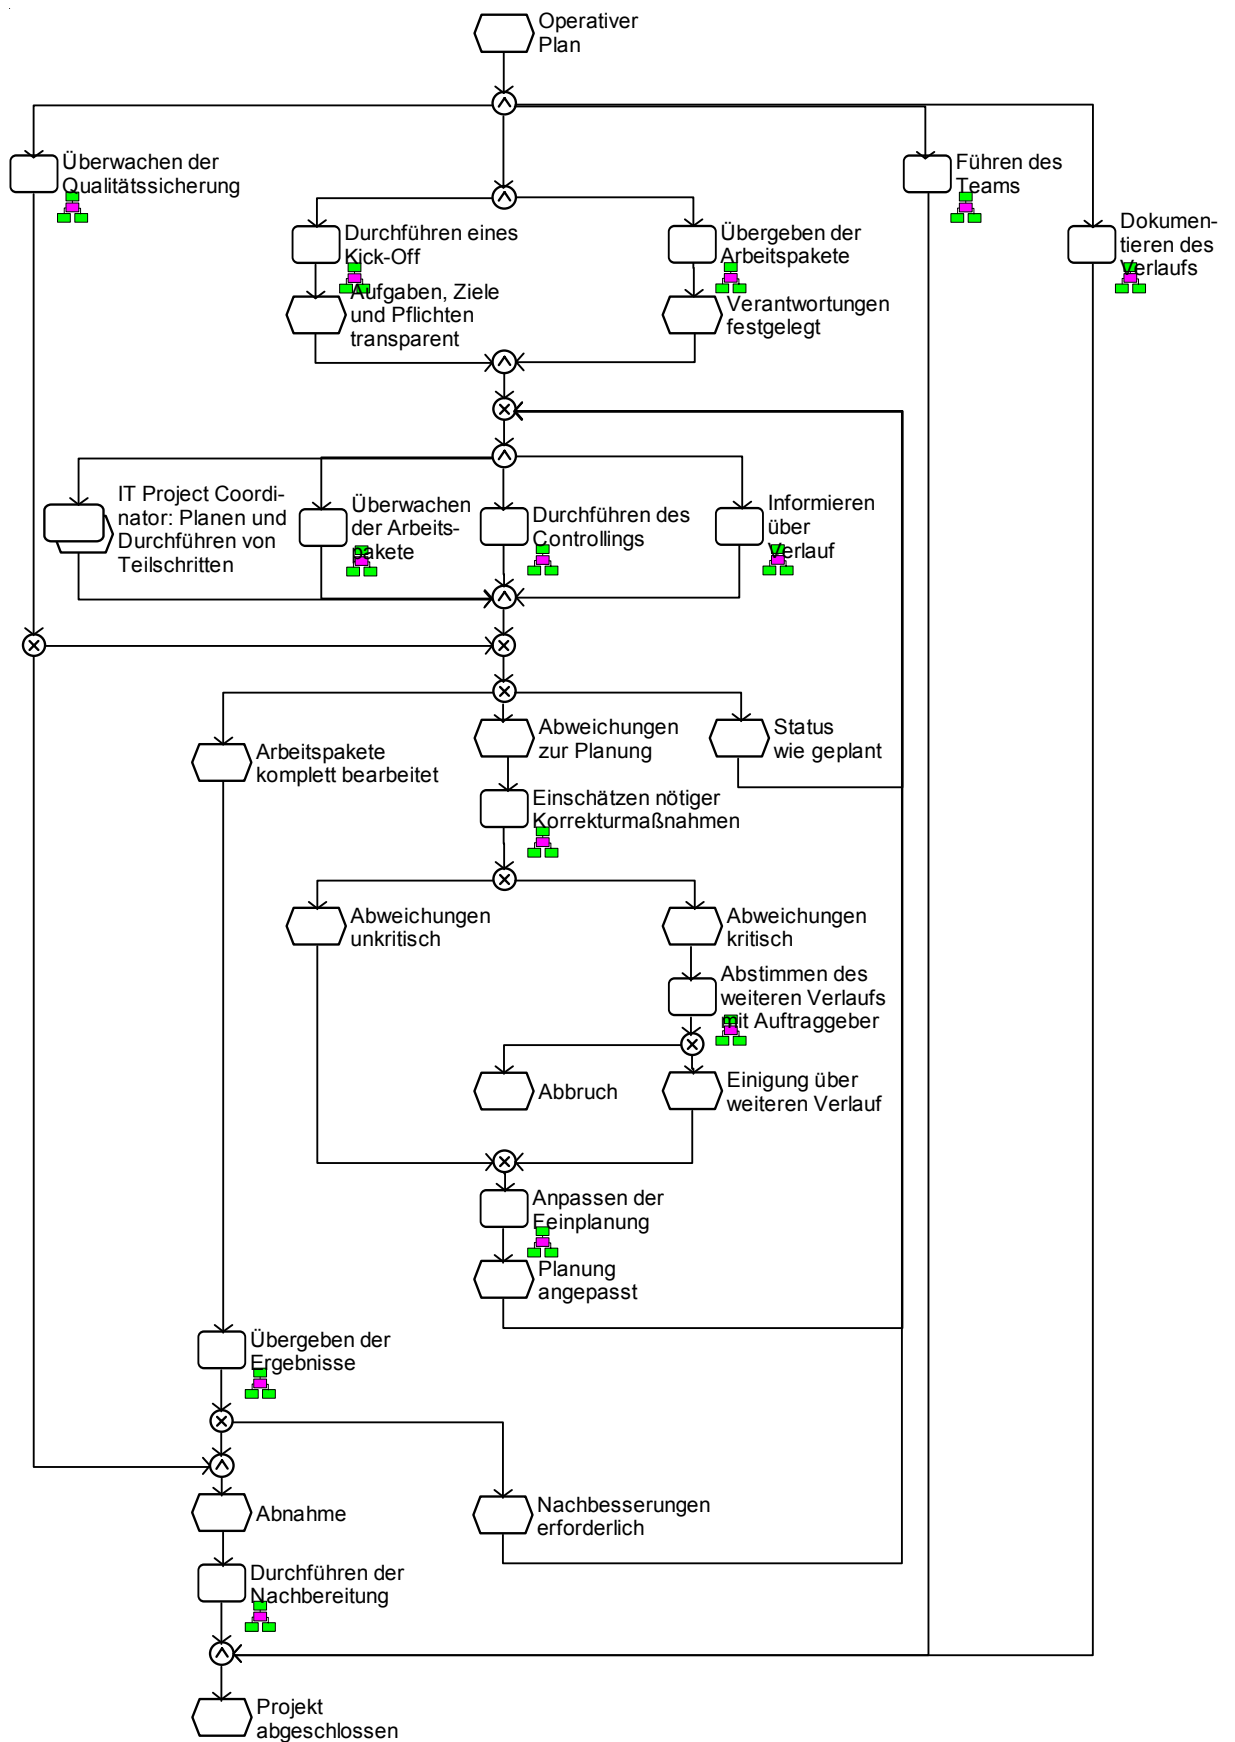 Operativer
Plan
Überwachen der
Qualitätssicherung
Führen des
Teams
Dokumen-
tieren des
Verlaufs
Durchführen eines
Kick-Off
Übergeben der
Arbeitspakete
Aufgaben, Ziele
und Pflichten
transparent
Verantwortungen
festgelegt
IT Project Coordi-
nator: Planen und
Durchführen von
Teilschritten
Überwachen
der Arbeits-
pakete
Durchführen des
Controllings
Informieren
über
Verlauf
Arbeitspakete
komplett bearbeitet
Abweichungen
zur Planung
Status
wie geplant
Einschätzen nötiger
Korrekturmaßnahmen
Abweichungen
unkritisch
Abweichungen
kritisch
Abstimmen des
weiteren Verlaufs
mit Auftraggeber
Abbruch
Einigung über
weiteren Verlauf
Anpassen der
Feinplanung
Planung
angepasst
Übergeben der
Ergebnisse
Abnahme
Nachbesserungen
erforderlich
Durchführen der
Nachbereitung
Projekt
abgeschlossen